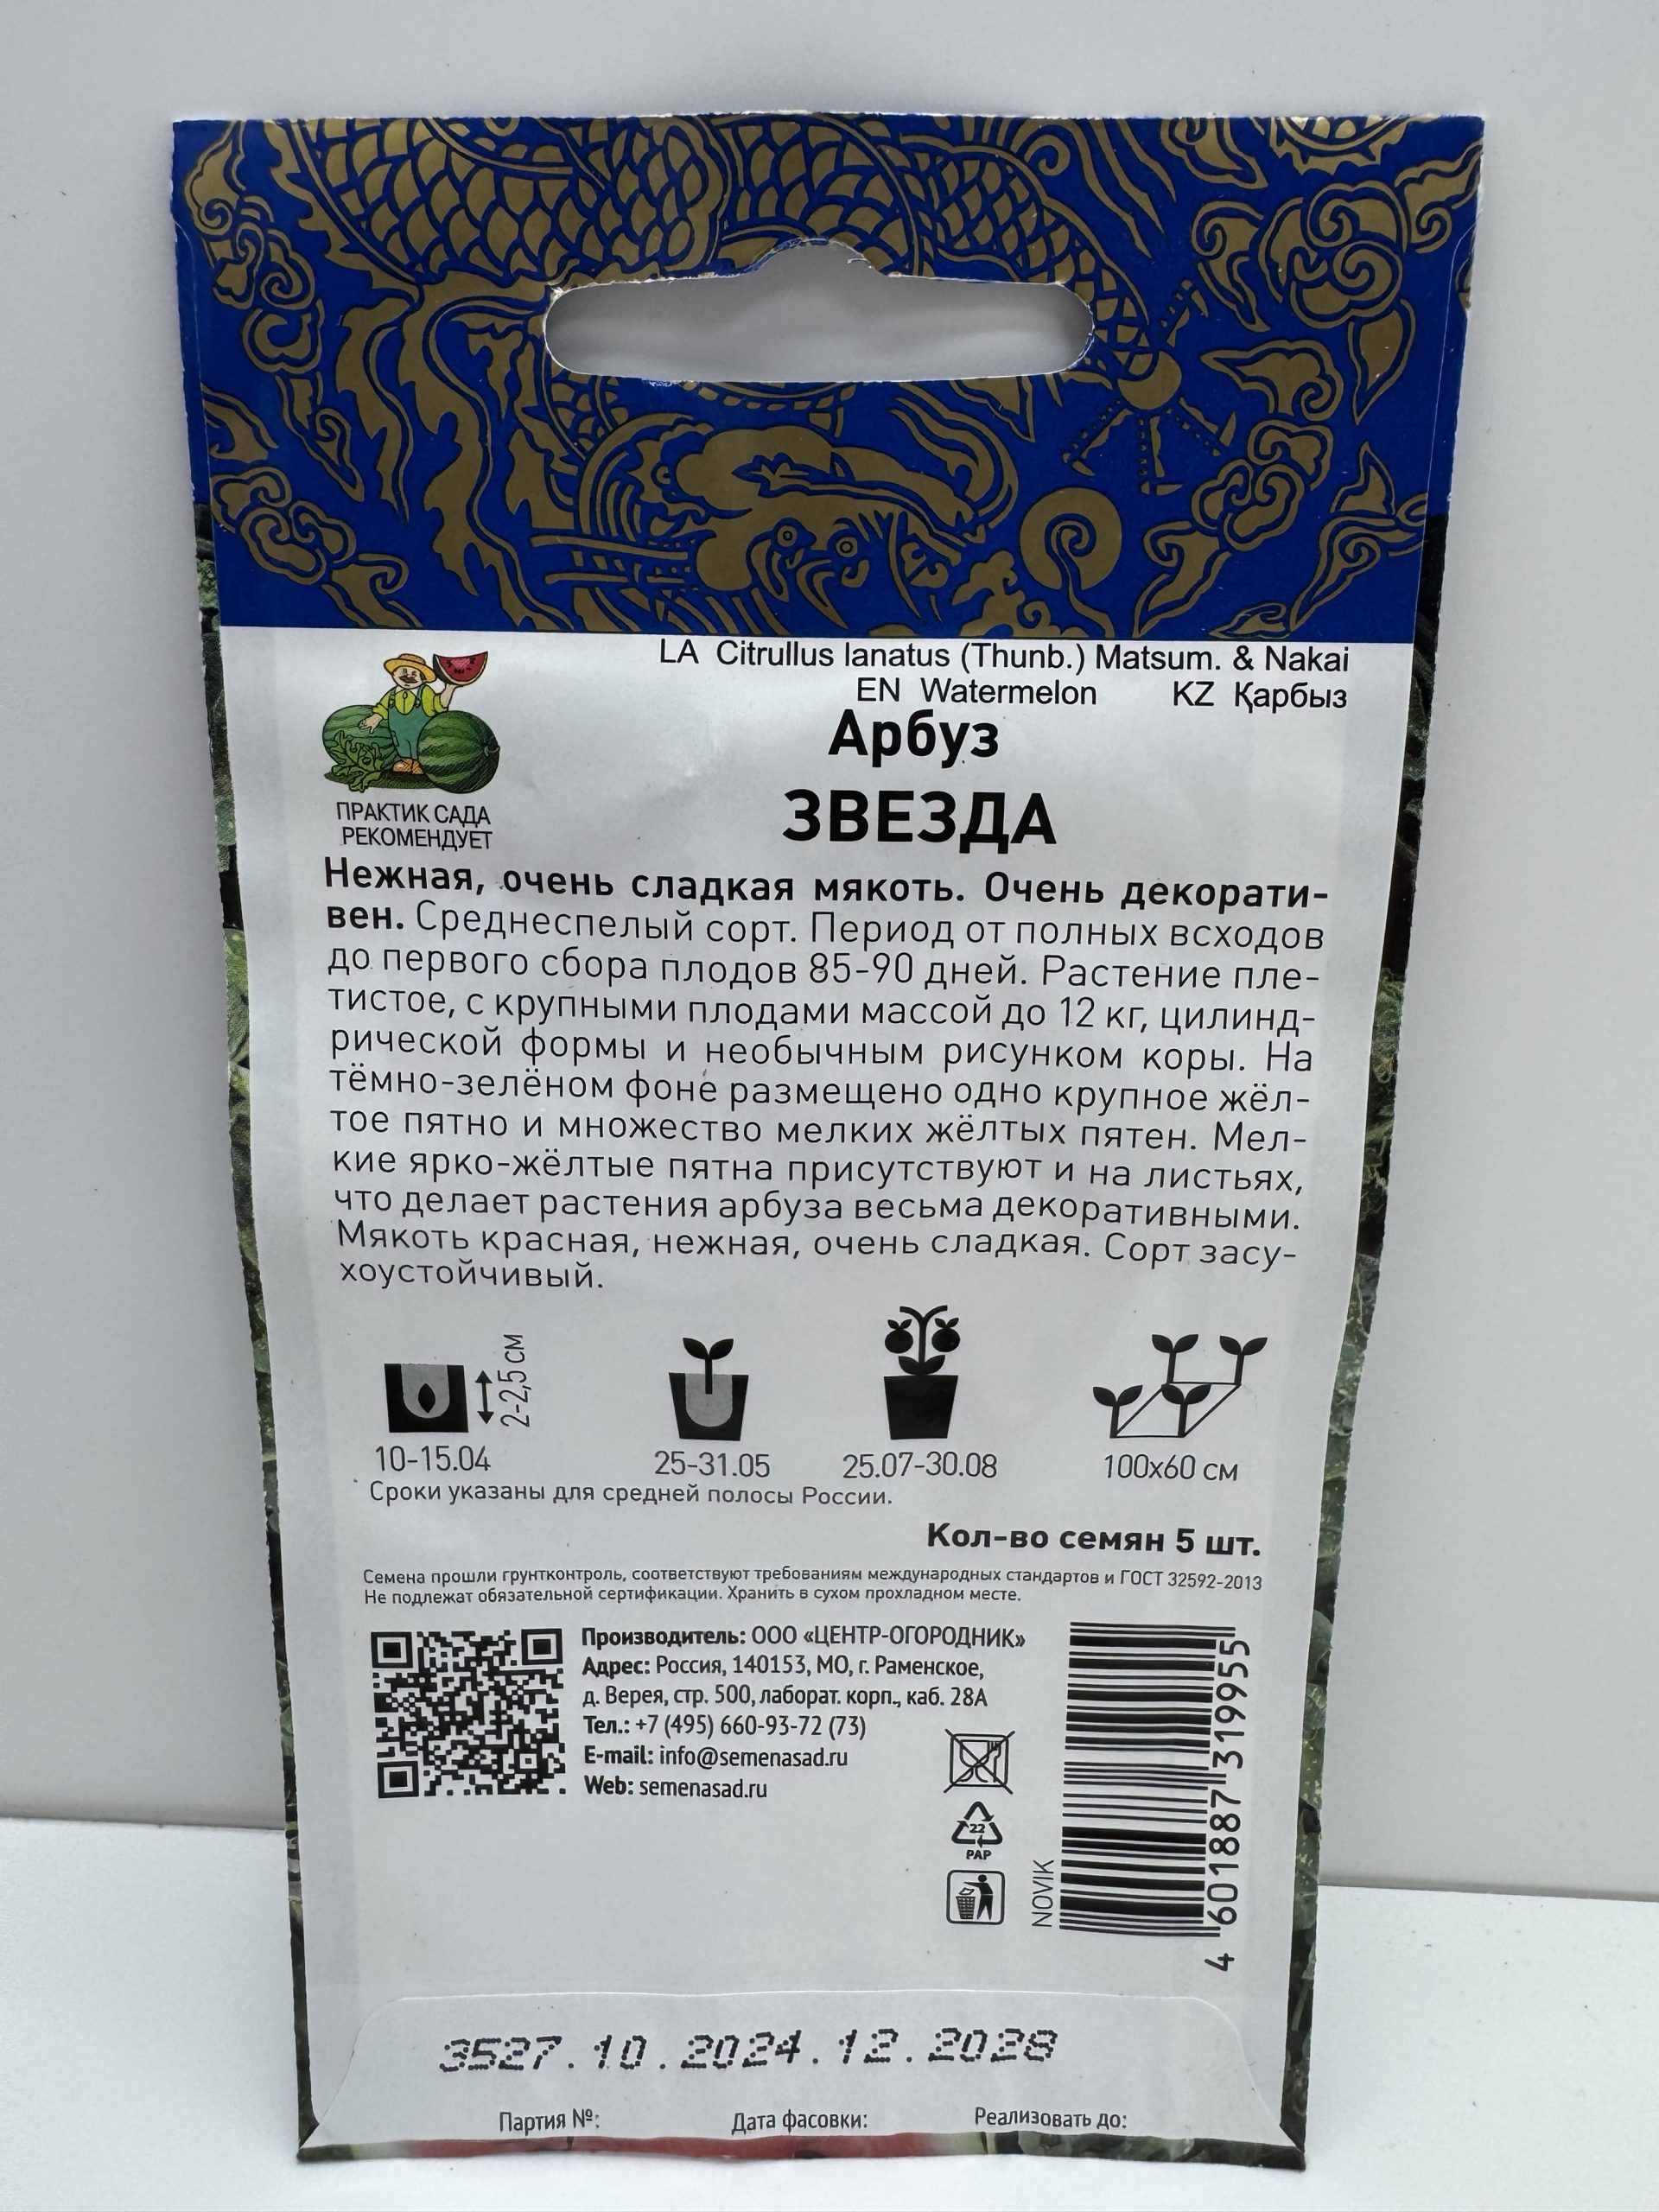 LA Citrullus lanatus (Thunb.) Matsum. & Nakai
EN Watermelon KZ Қарбыз
Арбуз
ЗВЕЗДА
ПРАКТИК САДА
РЕКОМЕНДУЕТ
Нежная, очень сладкая мякоть. Очень декорати-
вен. Среднеспелый сорт. Период от полных всходов
до первого сбора плодов 85-90 дней. Растение пле-
тистое, с крупными плодами массой до 12 кг, цилинд-
рической формы и необычным рисунком коры. На
тёмно-зелёном фоне размещено одно крупное жёл-
тое пятно и множество мелких жёлтых пятен. Мел-
кие ярко-жёлтые пятна присутствуют и на листьях,
что делает растения арбуза весьма декоративными.
Мякоть красная, нежная, очень сладкая. Сорт засу-
хоустойчивый.
2-2,5 см
10-15.04 25-31.05 25.07-30.08 100х60 см
Сроки указаны для средней полосы России.
Кол-во семян 5 шт.
Семена прошли грунтконтроль, соответствуют требованиям международных стандартов и ГОСТ 32592-2013
Не подлежат обязательной сертификации. Хранить в сухом прохладном месте.
Производитель: ООО «ЦЕНТР-ОГОРОДНИК»
Адрес: Россия, 140153, МО, г. Раменское,
д. Верея, стр. 500, лаборат. корп., каб. 28А
Тел.: +7 (495) 660-93-72 (73)
E-mail: info@semenasad.ru
Web: semenasad.ru
22
PAP
NOVIK
4 601887 319955
3527.10.2024.12.2028
Партия №: Дата фасовки: Реализовать до: